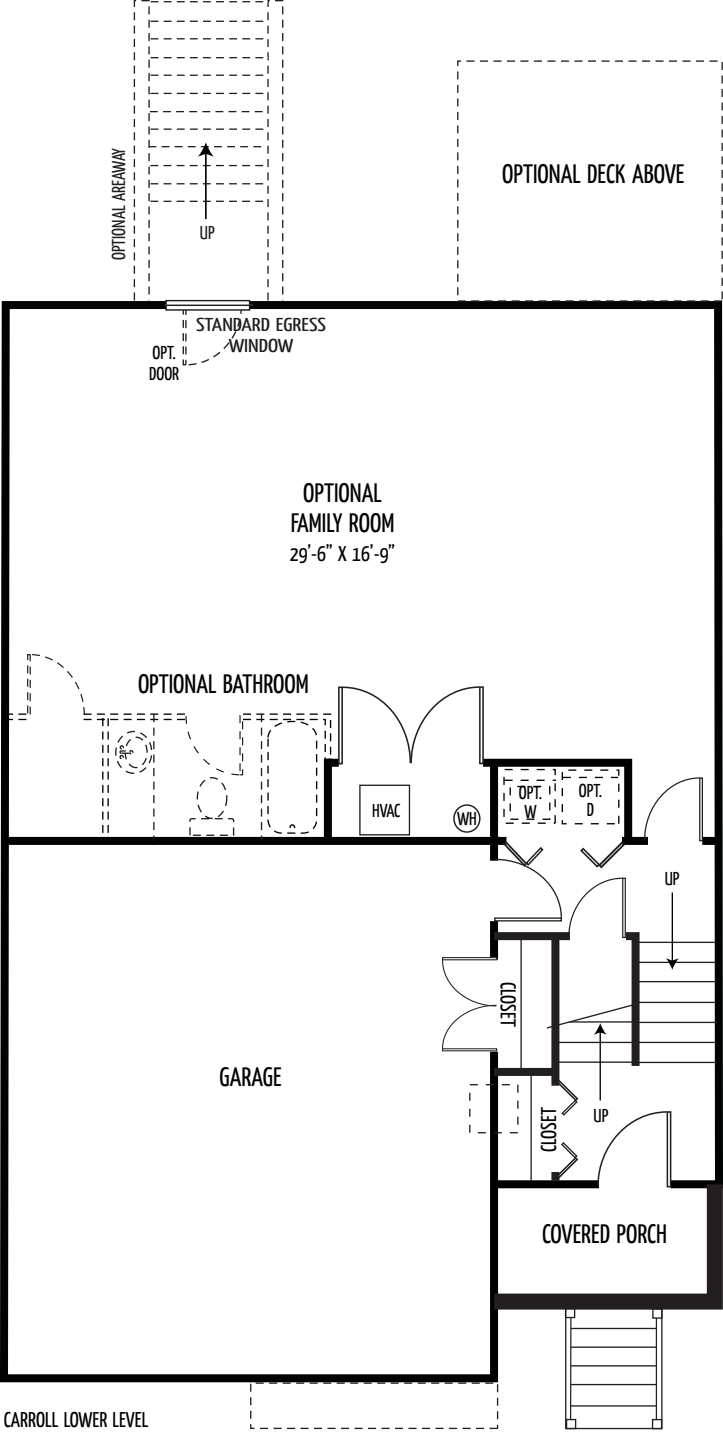 OPTIONAL AREAWAY
UP
OPTIONAL DECK ABOVE
STANDARD EGRESS
WINDOW
OPT.
DOOR
OPTIONAL
FAMILY ROOM
29'-6" X 16'-9"
OPTIONAL BATHROOM
HVAC
WH
OPT.
W
OPT.
D
UP
CLOSET
GARAGE
CLOSET
UP
COVERED PORCH
CARROLL LOWER LEVEL